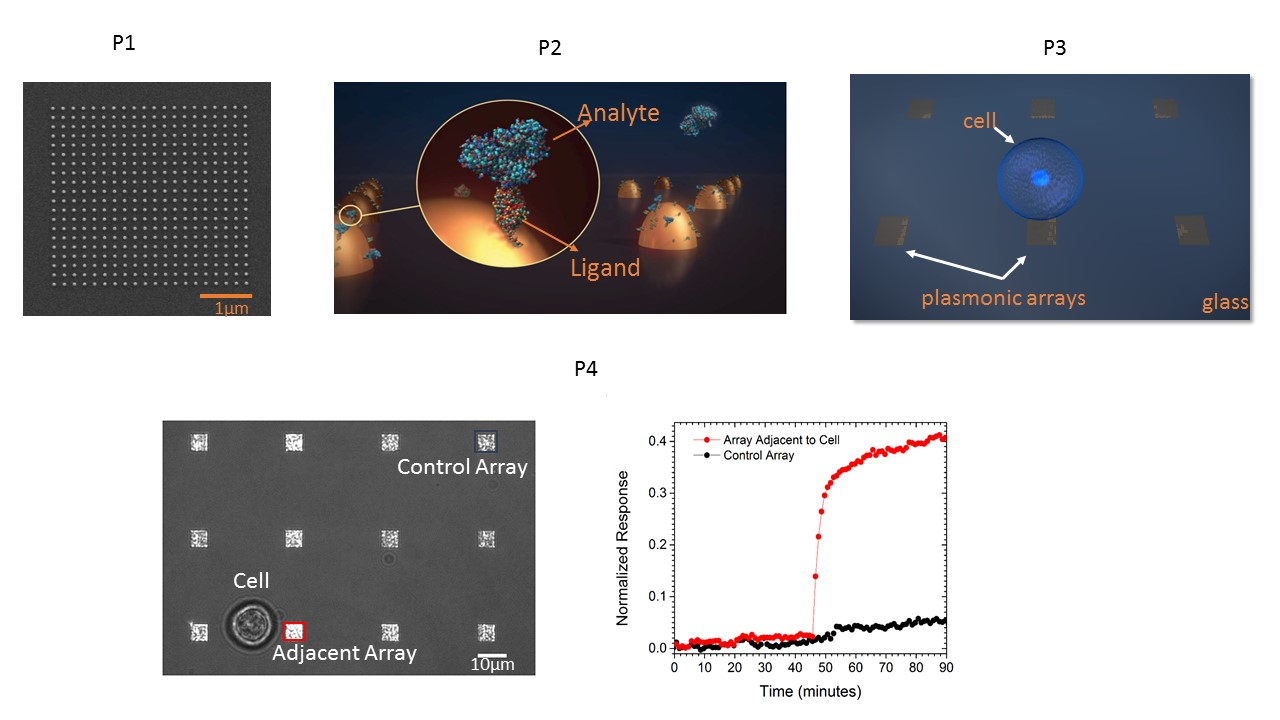 P1
P2
P3
1µm
Analyte
Ligand
cell
plasmonic arrays
glass
P4
Control Array
Cell
Adjacent Array
10µm
Normalized Response
0.4
0.3
0.2
0.1
0.0
Array Adjacent to Cell
Control Array
0 10 20 30 40 50 60 70 80 90
Time (minutes)